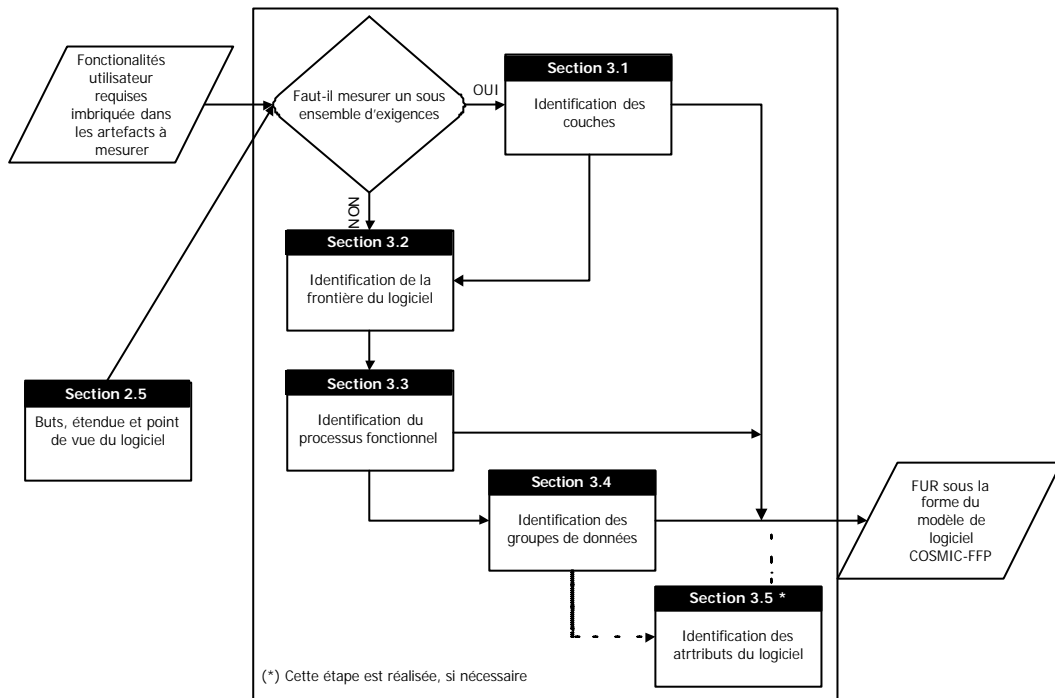 Fonctionalités
utilisateur
requises
imbriquée dans
les artefacts à
mesurer
Faut-il mesurer un sous
ensemble d'exigences
OUI
Section 3.1
Identification des
couches
NON
Section 3.2
Identification de la
frontière du logiciel
Section 2.5
Buts, étendue et point
de vue du logiciel
Section 3.3
Identification du
processus fonctionnel
Section 3.4
Identification des
groupes de données
FUR sous la
forme du
modèle de
logiciel
COSMIC-FFP
Section 3.5 *
Identification des
atrtributs du logiciel
(*) Cette étape est réalisée, si nécessaire